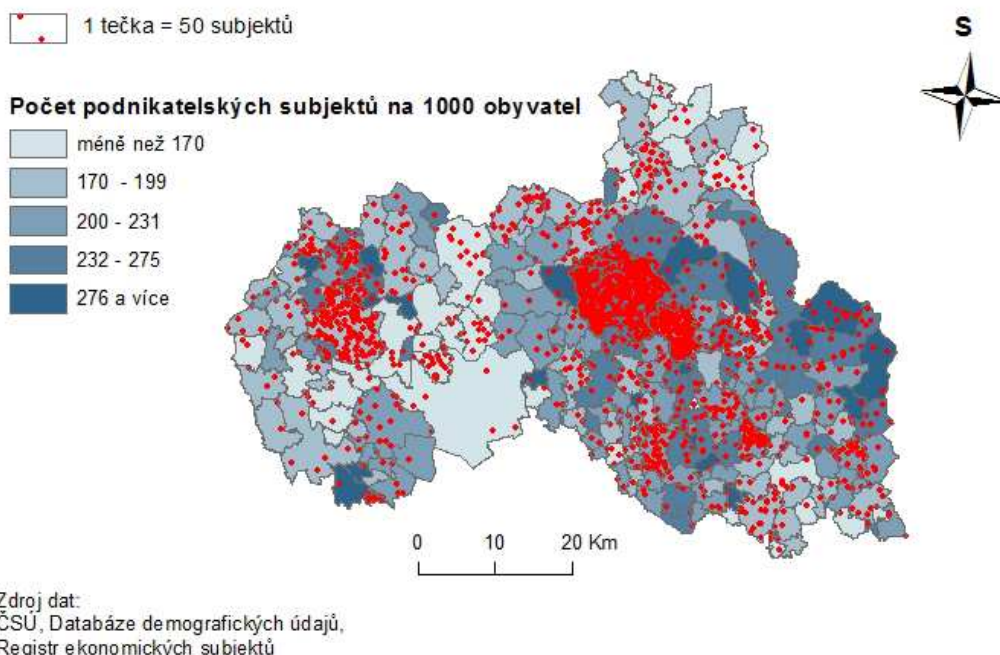 1 tečka = 50 subjektů
S
Počet podnikatelských subjektů na 1000 obyvatel
méně než 170
170 - 199
200 - 231
232 - 275
276 a více
0 10 20 Km
Zdroj dat:
ČSÚ, Databáze demografických údajů,
Registr ekonomických subjektů